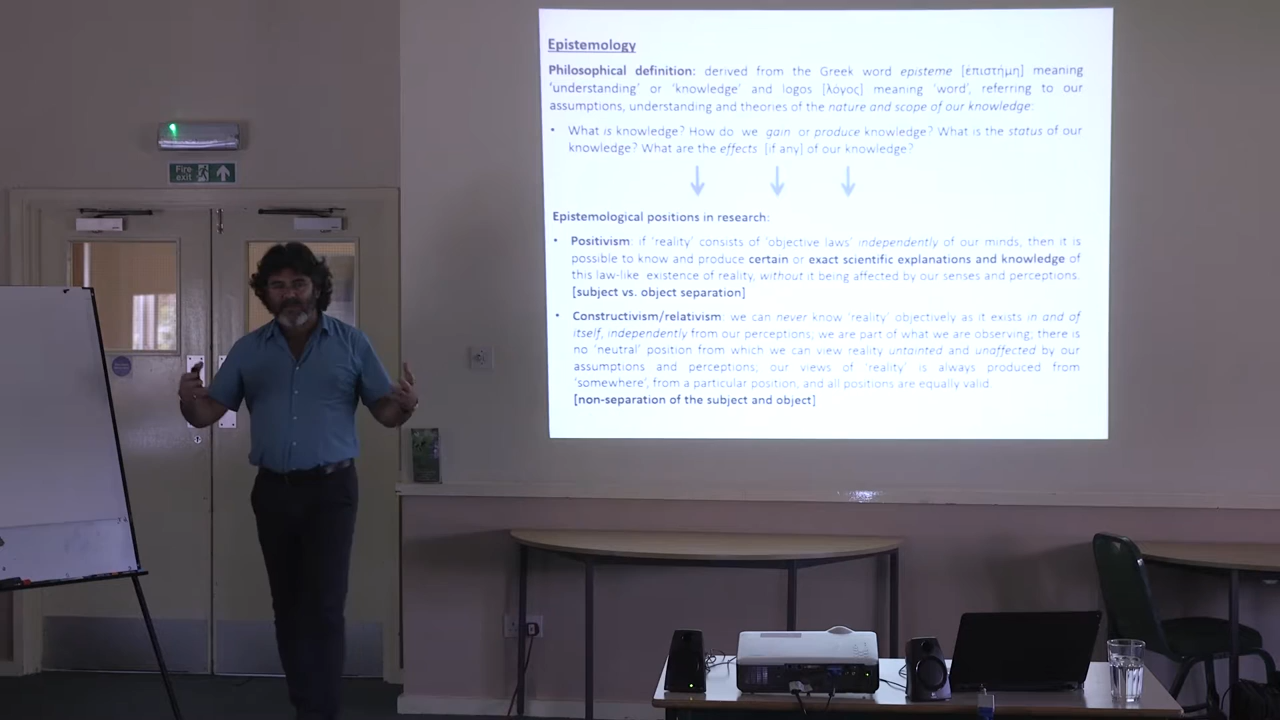 Fire
exit
Epistemology
Philosophical definition: derived from the Greek word episteme [ἐπιστήμη] meaning
'understanding' or 'knowledge' and logos [λόγος] meaning 'word', referring to our
assumptions, understanding and theories of the nature and scope of our knowledge:
• What is knowledge? How do we gain or produce knowledge? What is the status of our
knowledge? What are the effects [if any] of our knowledge?
Epistemological positions in research:
• Positivism: if 'reality' consists of 'objective laws' independently of our minds, then it is
possible to know and produce certain or exact scientific explanations and knowledge of
this law-like existence of reality, without it being affected by our senses and perceptions.
[subject vs. object separation]
• Constructivism/relativism: we can never know 'reality' objectively as it exists in and of
itself, independently from our perceptions; we are part of what we are observing; there is
no 'neutral' position from which we can view reality untainted and unaffected by our
assumptions and perceptions; our views of 'reality' is always produced from
'somewhere', from a particular position, and all positions are equally valid.
[non-separation of the subject and object]